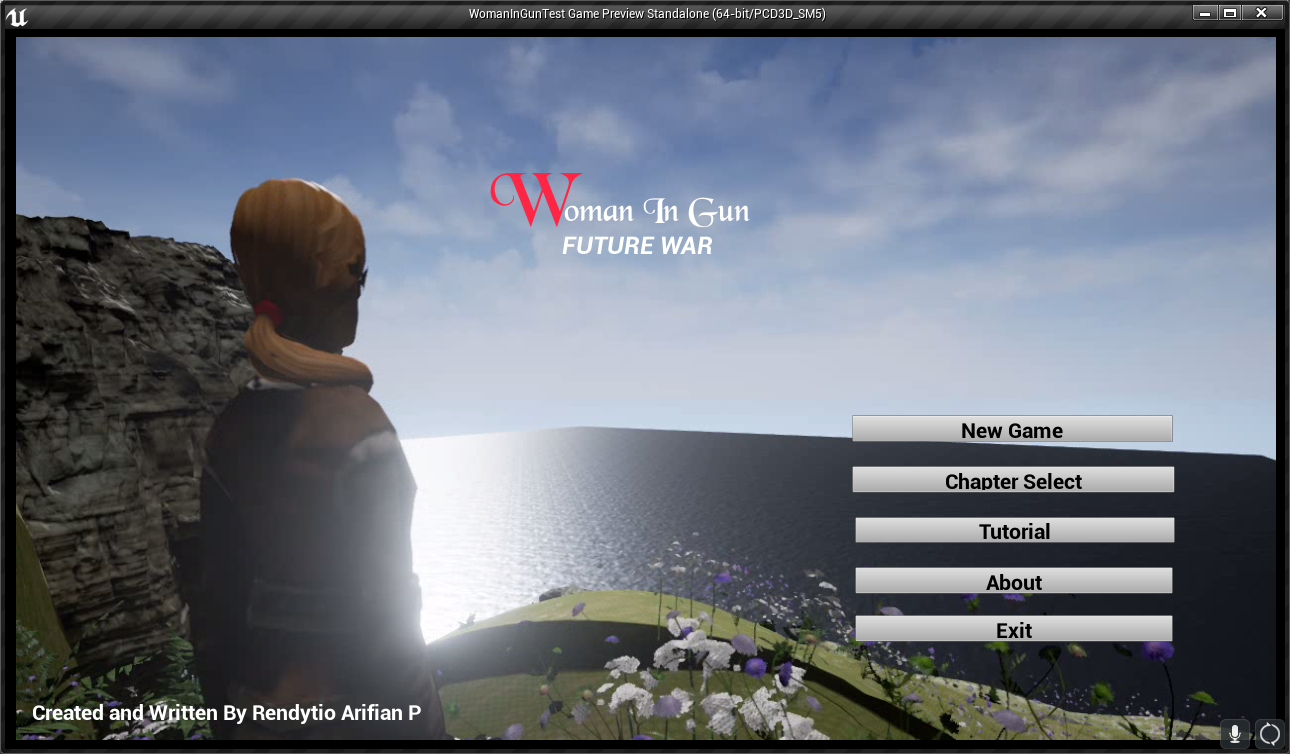 WomanInGunTest Game Preview Standalone (64-bit/PCD3D_SM5)
Woman In Gun
FUTURE WAR
New Game
Chapter Select
Tutorial
About
Exit
Created and Written By Rendytio Arifian P